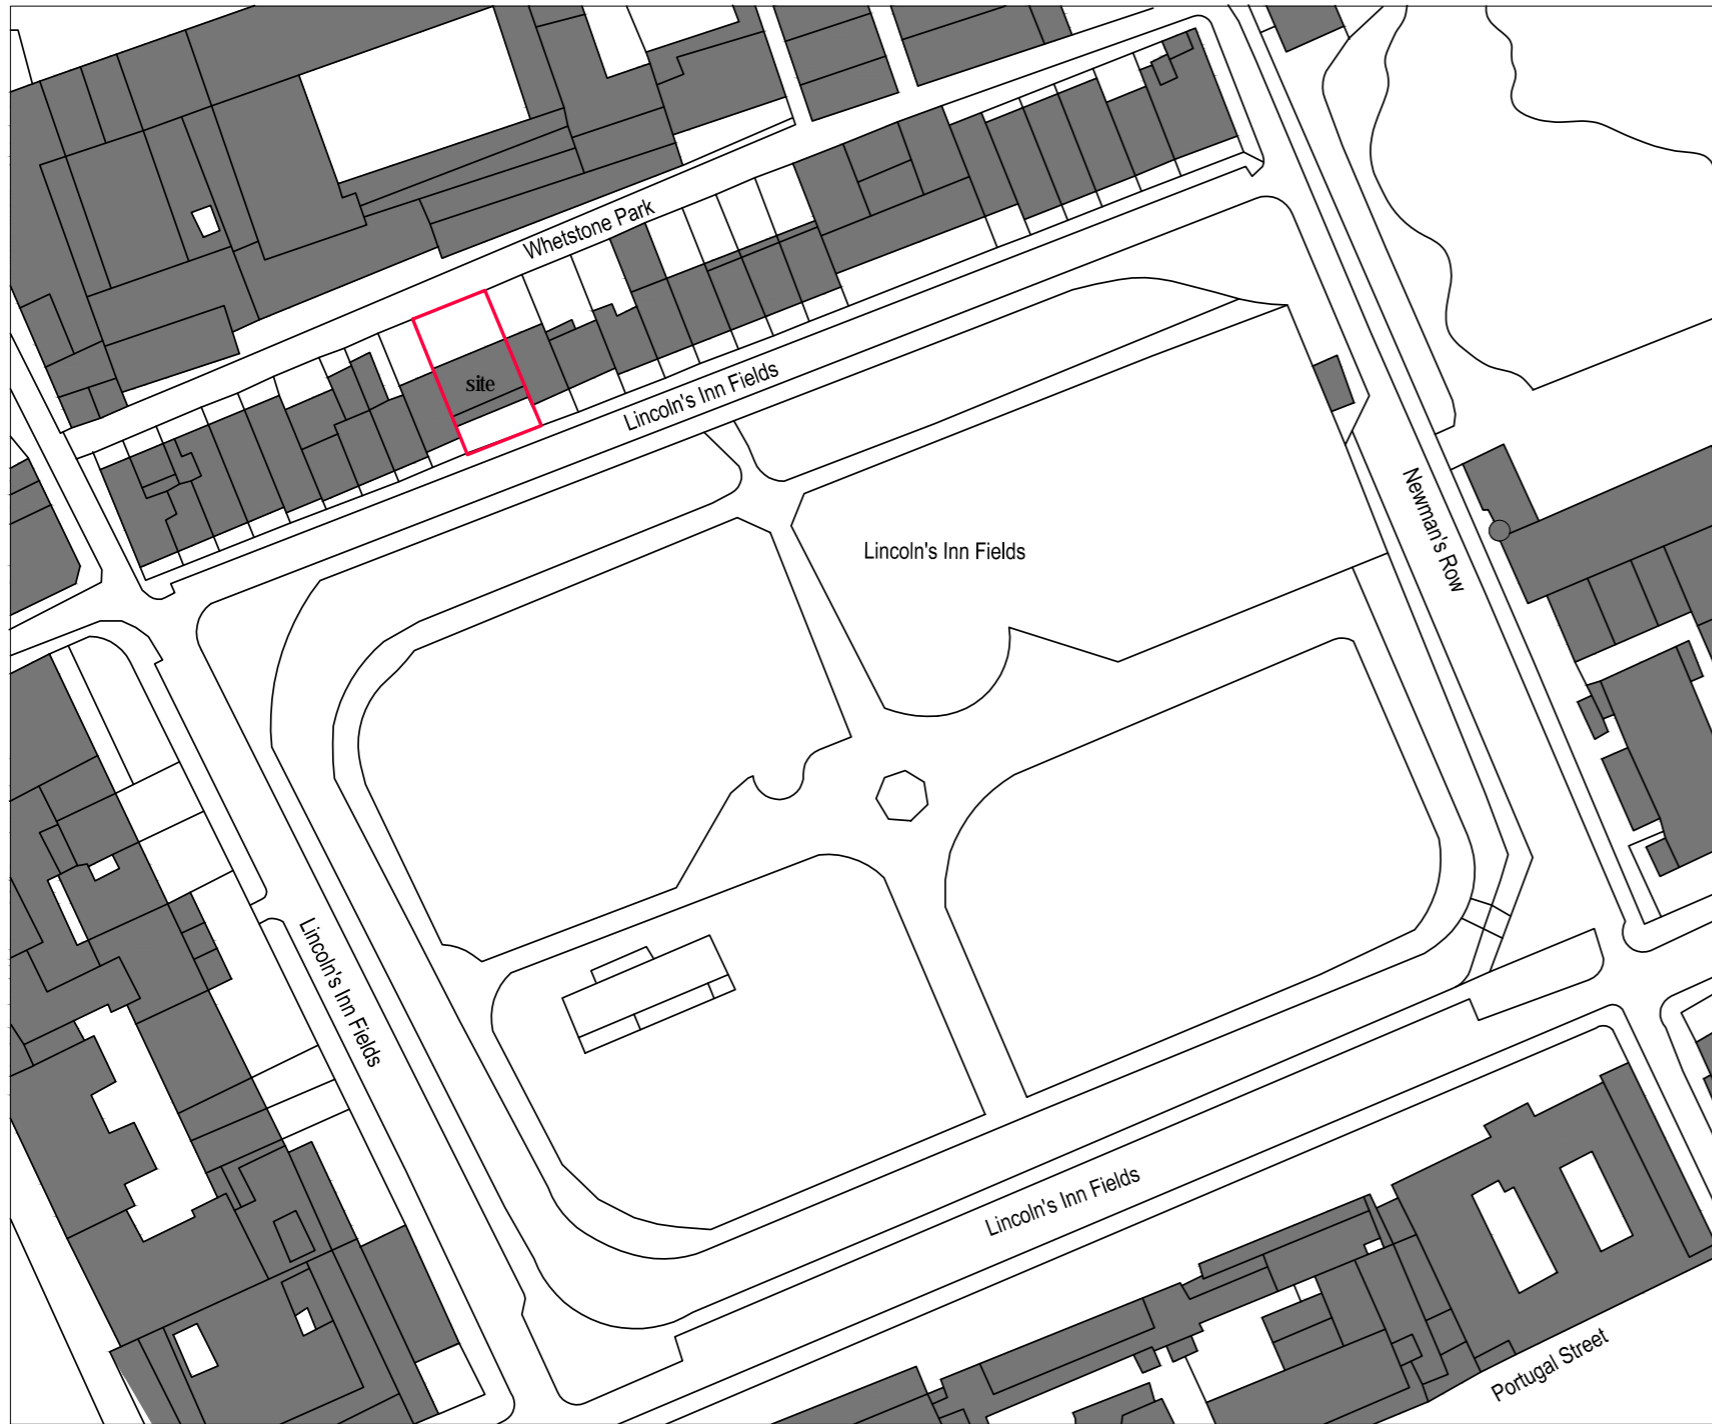 Whetstone Park
site
Lincoln's Inn Fields
Newman's Row
Lincoln's Inn Fields
Lincoln's Inn Fields
Lincoln's Inn Fields
Portugal Street